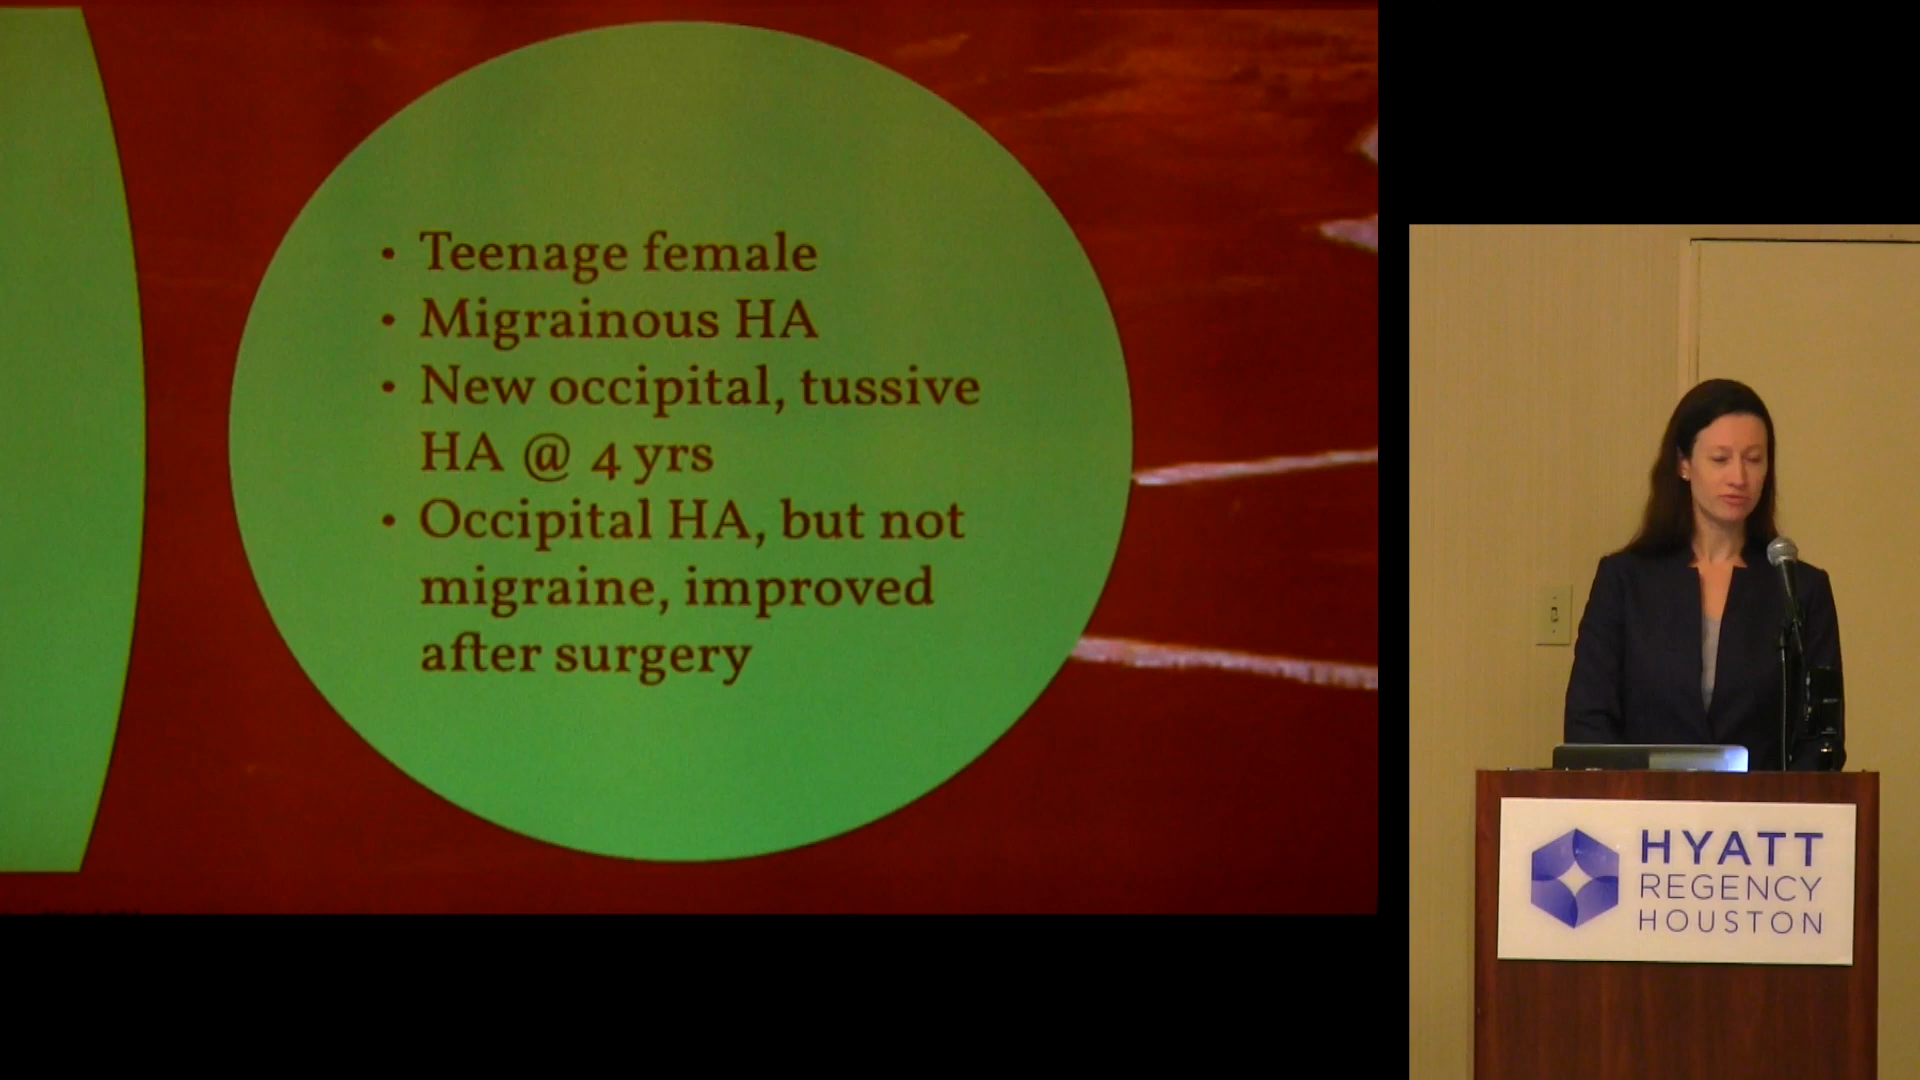 • Teenage female
• Migrainous HA
• New occipital, tussive
HA @ 4 yrs
• Occipital HA, but not
migraine, improved
after surgery
HYATT
REGENCY
HOUSTON